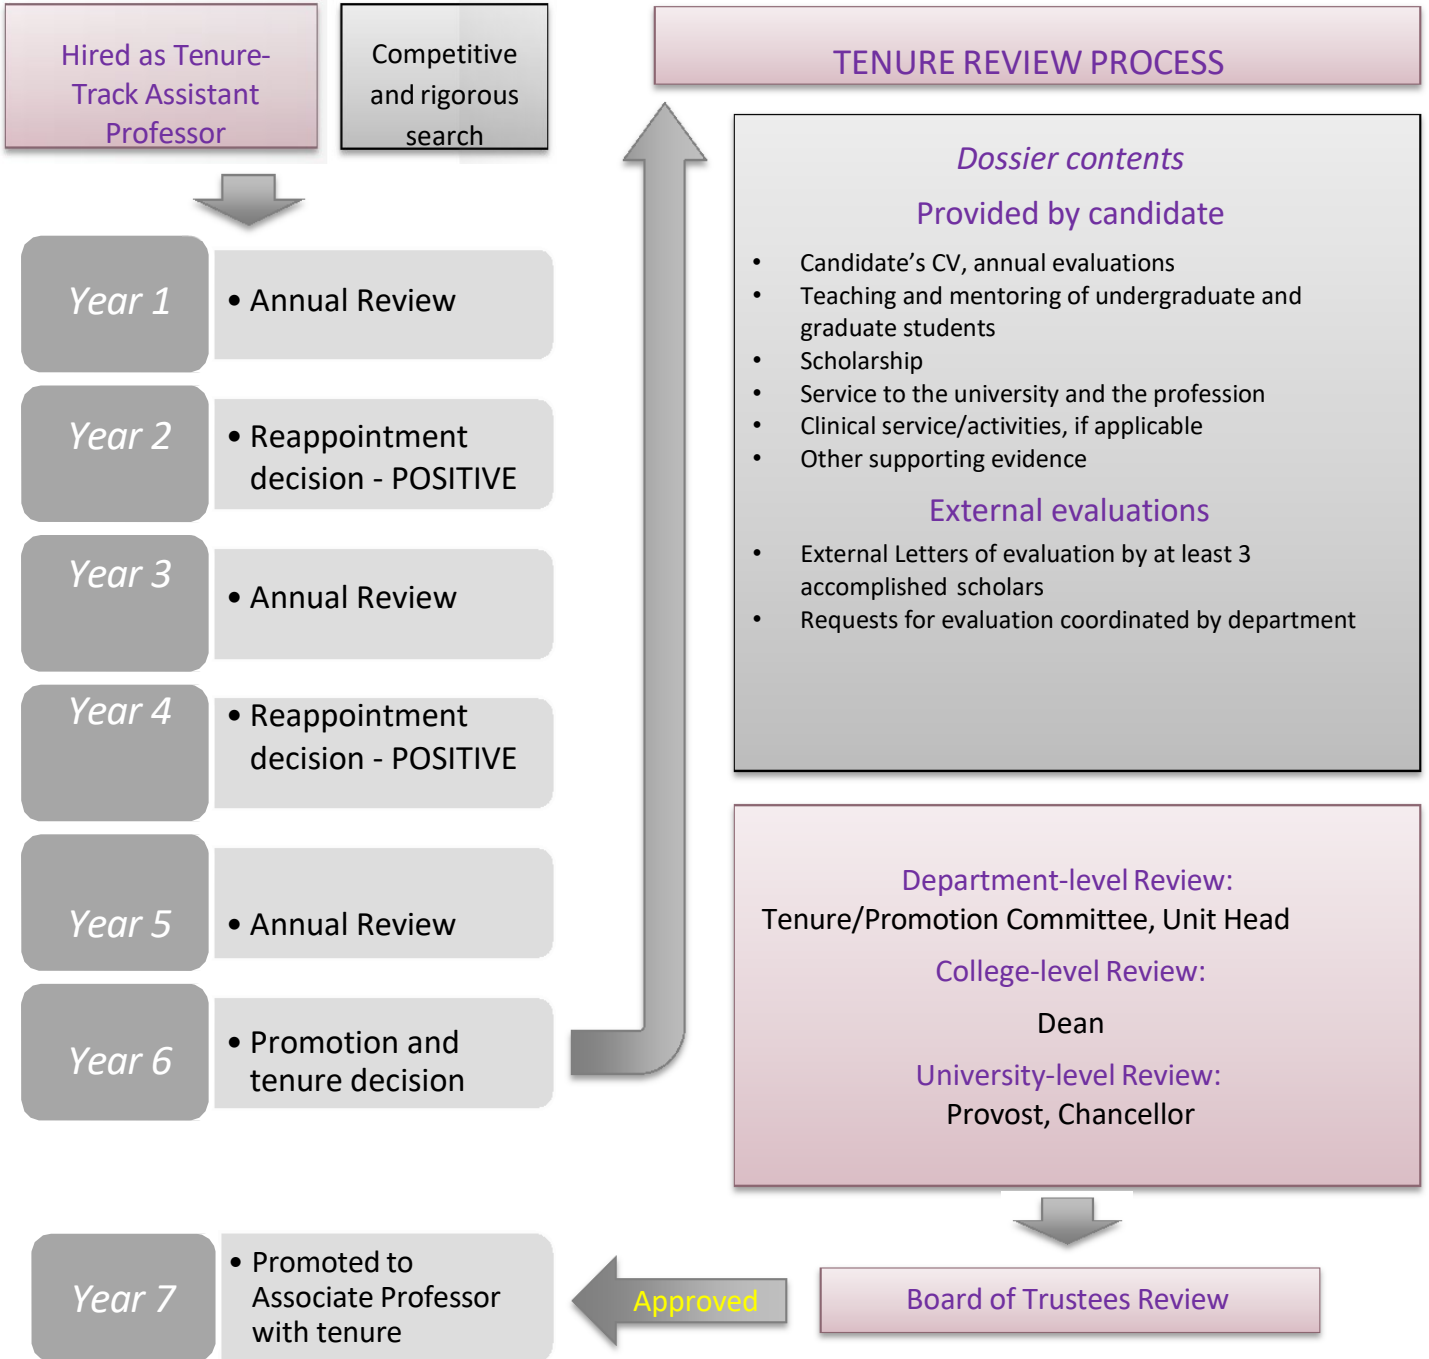 Hired as Tenure-
Track Assistant
Professor
Competitive
and rigorous
search
Year 1
• Annual Review
Year 2
• Reappointment
decision - POSITIVE
Year 3
• Annual Review
Year 4
• Reappointment
decision - POSITIVE
Year 5
• Annual Review
Year 6
• Promotion and
tenure decision
TENURE REVIEW PROCESS
Dossier contents
Provided by candidate
• Candidate’s CV, annual evaluations
• Teaching and mentoring of undergraduate and
graduate students
• Scholarship
• Service to the university and the profession
• Clinical service/activities, if applicable
• Other supporting evidence
External evaluations
• External Letters of evaluation by at least 3
accomplished scholars
• Requests for evaluation coordinated by department
Department-level Review:
Tenure/Promotion Committee, Unit Head
College-level Review:
Dean
University-level Review:
Provost, Chancellor
Board of Trustees Review
Approved
Year 7
• Promoted to
Associate Professor
with tenure